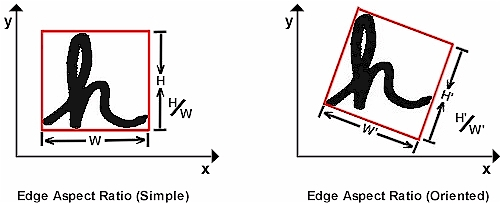 y
h
H
H/W
W
x
Edge Aspect Ratio (Simple)
y
h
H'
H'/W'
W'
x
Edge Aspect Ratio (Oriented)